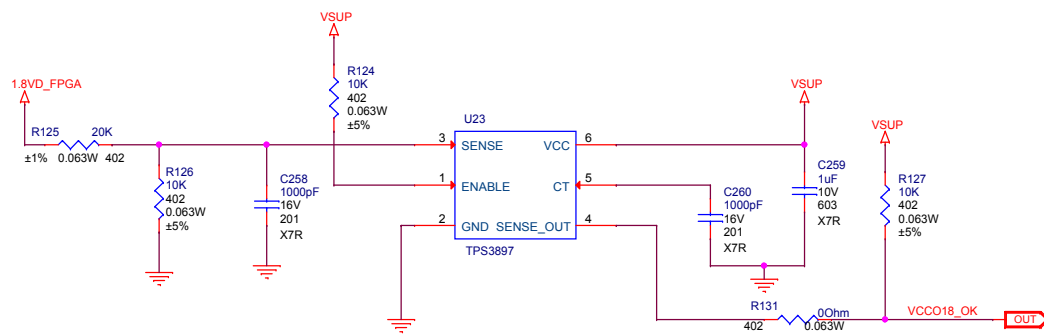 VSUP
R124
10K
402
0.063W
±5%
1.8VD_FPGA
R125 20K
±1% 0.063W 402
R126
10K
402
0.063W
±5%
C258
1000pF
16V
201
X7R
U23
3 SENSE VCC 6
1 ENABLE CT 5
2 GND SENSE_OUT 4
TPS3897
C260
1000pF
16V
201
X7R
VSUP
C259
1uF
10V
603
X7R
VSUP
R127
10K
402
0.063W
±5%
R131 0Ohm
402 0.063W
VCCO18_OK
OUT